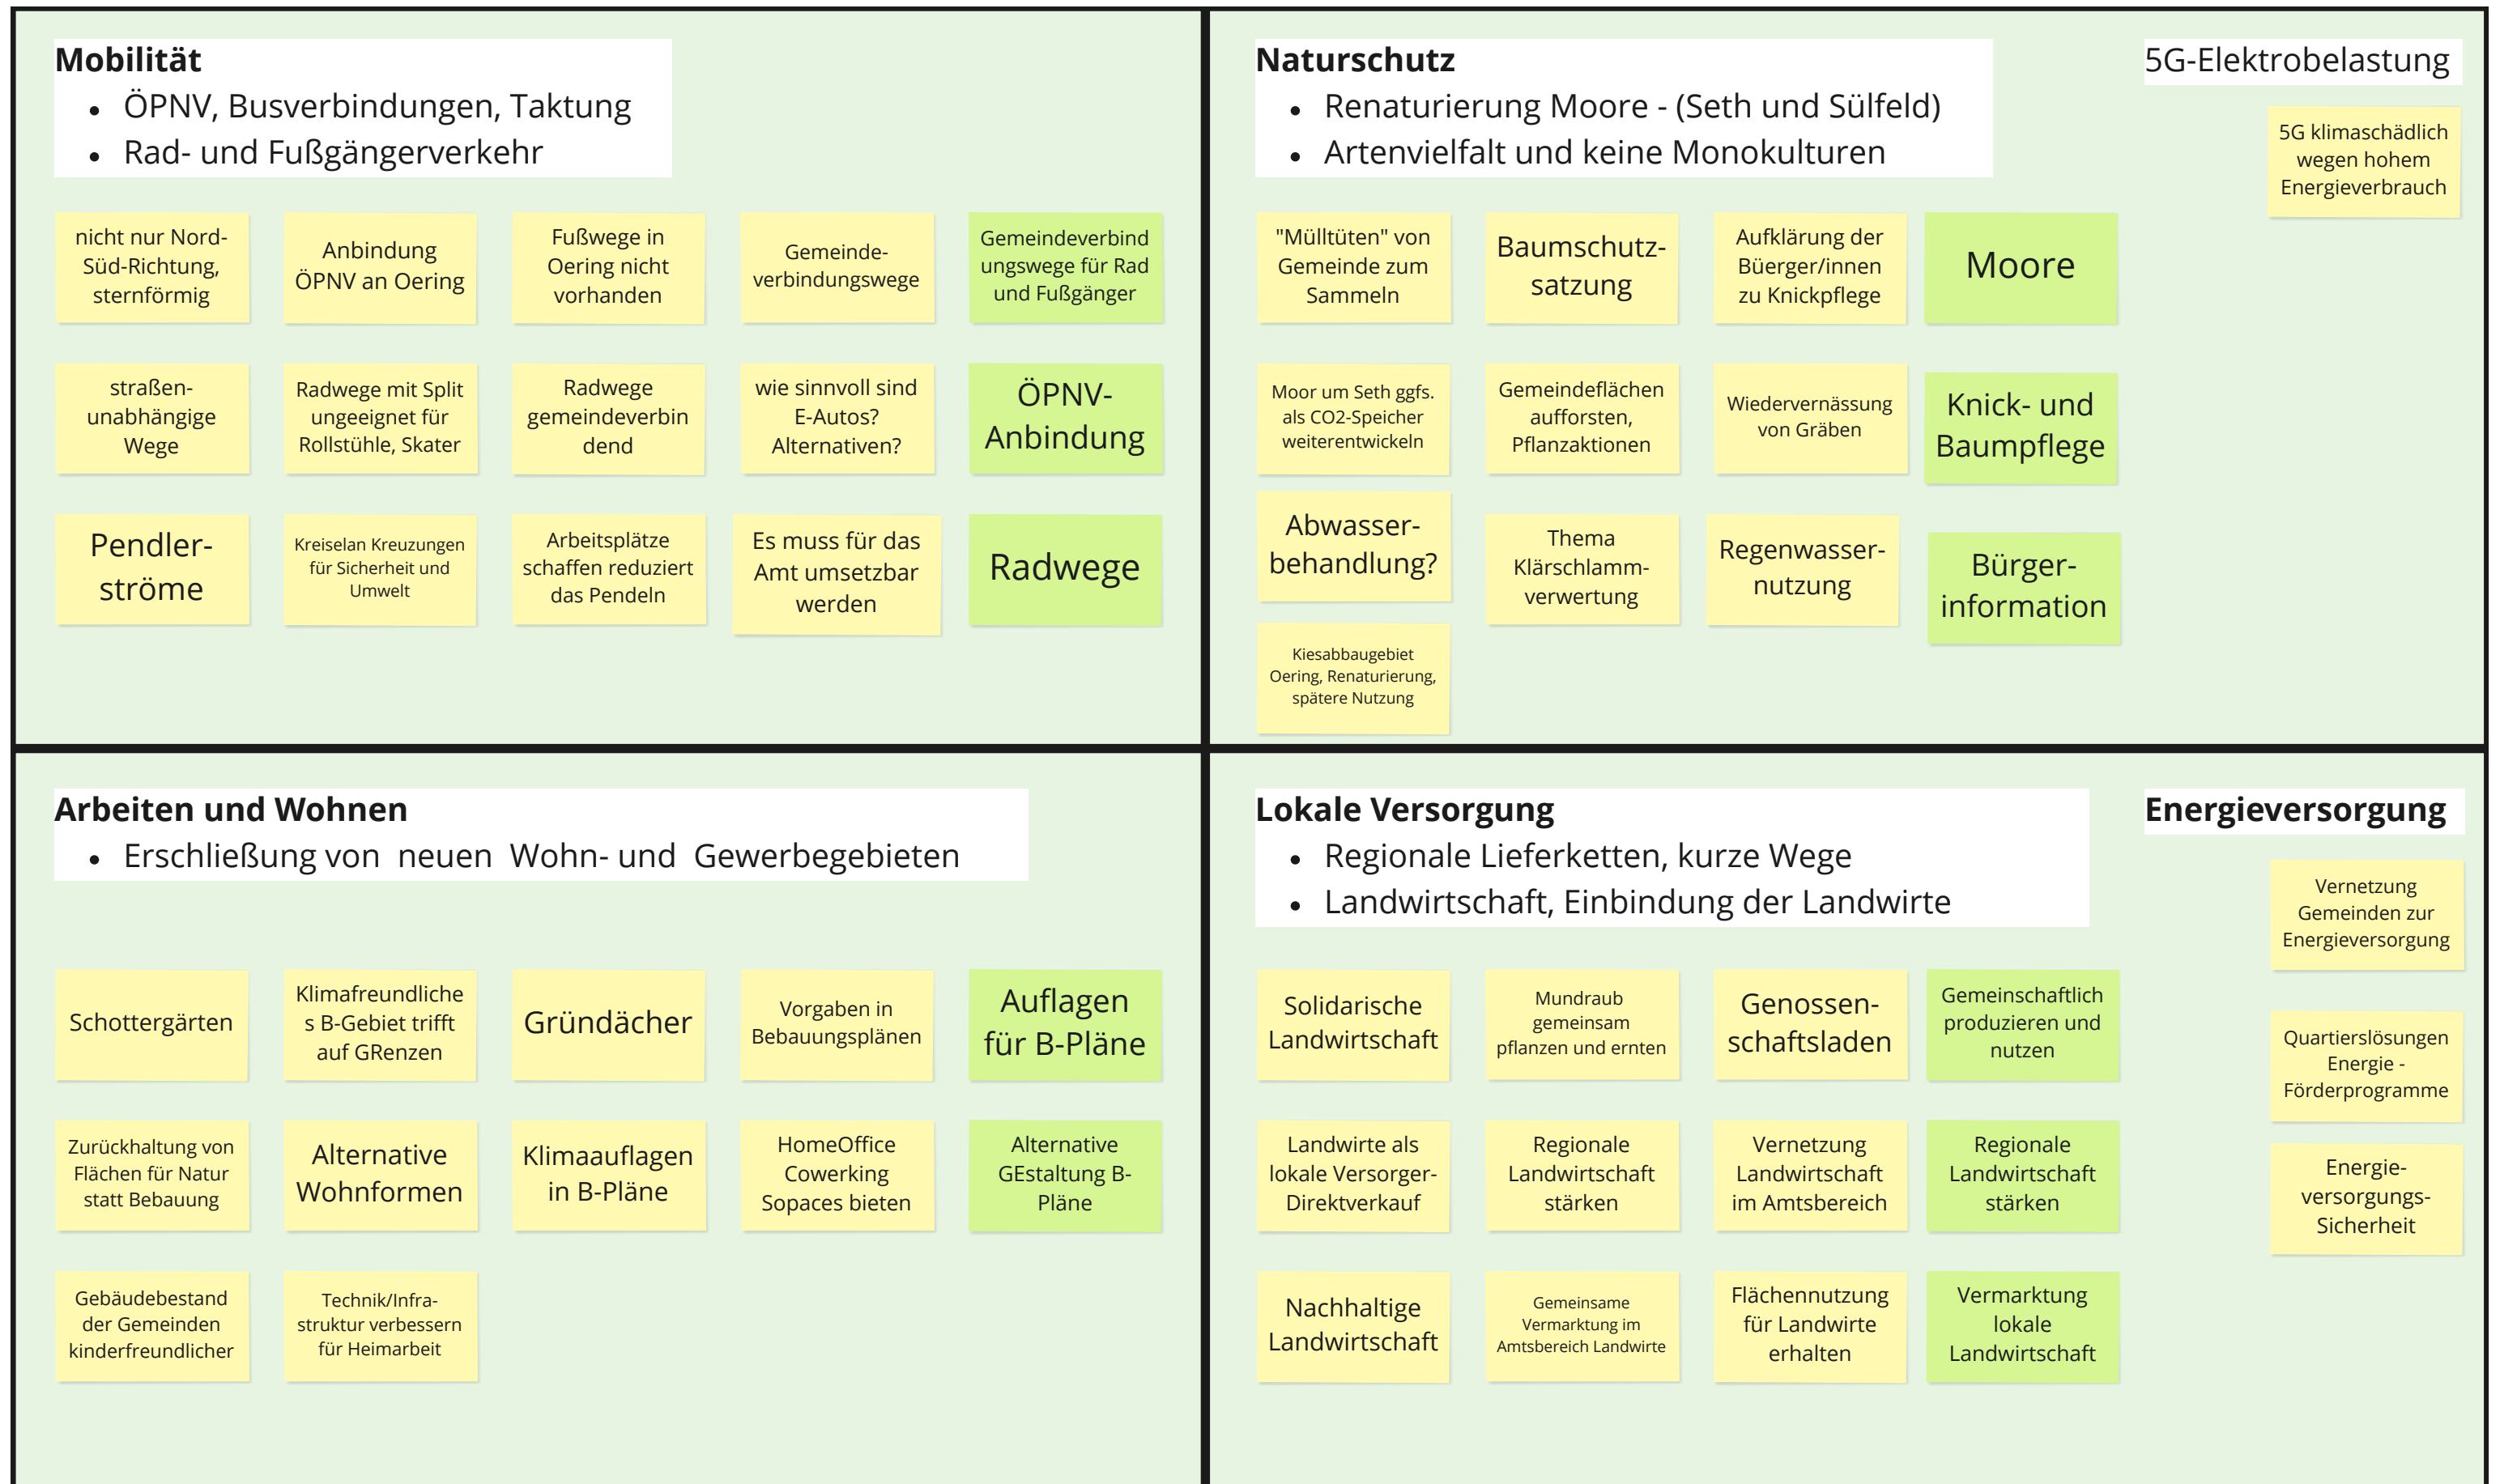 Mobilität
• ÖPNV, Busverbindungen, Taktung
• Rad- und Fußgängerverkehr
nicht nur Nord-
Süd-Richtung,
sternförmig
Anbindung
ÖPNV an Oering
Fußwege in
Oering nicht
vorhanden
Gemeinde-
verbindungswege
Gemeindeverbind
ungswege für Rad
und Fußgänger
straßen-
unabhängige
Wege
Radwege mit Split
ungeeignet für
Rollstühle, Skater
Radwege
gemeindeverbin
dend
wie sinnvoll sind
E-Autos?
Alternativen?
ÖPNV-
Anbindung
Pendler-
ströme
Kreiselan Kreuzungen
für Sicherheit und
Umwelt
Arbeitsplätze
schaffen reduziert
das Pendeln
Es muss für das
Amt umsetzbar
werden
Radwege
Naturschutz
• Renaturierung Moore - (Seth und Sülfeld)
• Artenvielfalt und keine Monokulturen
5G-Elektrobelastung
5G klimaschädlich
wegen hohem
Energieverbrauch
"Mülltüten" von
Gemeinde zum
Sammeln
Baumschutz-
satzung
Aufklärung der
Büerger/innen
zu Knickpflege
Moore
Moor um Seth ggfs.
als CO2-Speicher
weiterentwickeln
Gemeindeflächen
aufforsten,
Pflanzaktionen
Wiedervernässung
von Gräben
Knick- und
Baumpflege
Abwasser-
behandlung?
Thema
Klärschlamm-
verwertung
Regenwasser-
nutzung
Bürger-
information
Kiesabbaugebiet
Oering, Renaturierung,
spätere Nutzung
Arbeiten und Wohnen
• Erschließung von neuen Wohn- und Gewerbegebieten
Schottergärten
Klimafreundliche
s B-Gebiet trifft
auf GRenzen
Gründächer
Vorgaben in
Bebauungsplänen
Auflagen
für B-Pläne
Zurückhaltung von
Flächen für Natur
statt Bebauung
Alternative
Wohnformen
Klimaauflagen
in B-Pläne
HomeOffice
Cowerking
Sopaces bieten
Alternative
GEstaltung B-
Pläne
Gebäudebestand
der Gemeinden
kinderfreundlicher
Technik/Infra-
struktur verbessern
für Heimarbeit
Lokale Versorgung
• Regionale Lieferketten, kurze Wege
• Landwirtschaft, Einbindung der Landwirte
Energieversorgung
Vernetzung
Gemeinden zur
Energieversorgung
Quartierslösungen
Energie -
Förderprogramme
Energie-
versorgungs-
Sicherheit
Solidarische
Landwirtschaft
Mundraub
gemeinsam
pflanzen und ernten
Genossen-
schaftsladen
Gemeinschaftlich
produzieren und
nutzen
Landwirte als
lokale Versorger-
Direktverkauf
Regionale
Landwirtschaft
stärken
Vernetzung
Landwirtschaft
im Amtsbereich
Regionale
Landwirtschaft
stärken
Nachhaltige
Landwirtschaft
Gemeinsame
Vermarktung im
Amtsbereich Landwirte
Flächennutzung
für Landwirte
erhalten
Vermarktung
lokale
Landwirtschaft